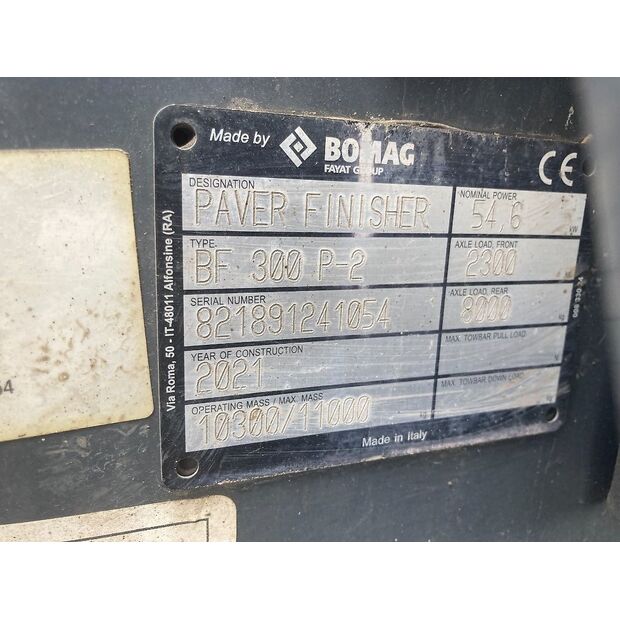 Made by BOMAG
FAYAT GROUP
CE
DESIGNATION
PAVER FINISHER
NOMINAL POWER
54,6 kW
TYPE
BF 300 P-2
AXLE LOAD, FRONT
2300
SERIAL NUMBER
821891241054
AXLE LOAD, REAR
8000
YEAR OF CONSTRUCTION
2021
MAX. TOWBAR PULL LOAD
MAX. TOWBAR DOWN LOAD
OPERATING MASS / MAX. MASS
10300/11000
Made in Italy
Via Roma, 50 - IT-48011 Alfonsine (RA)